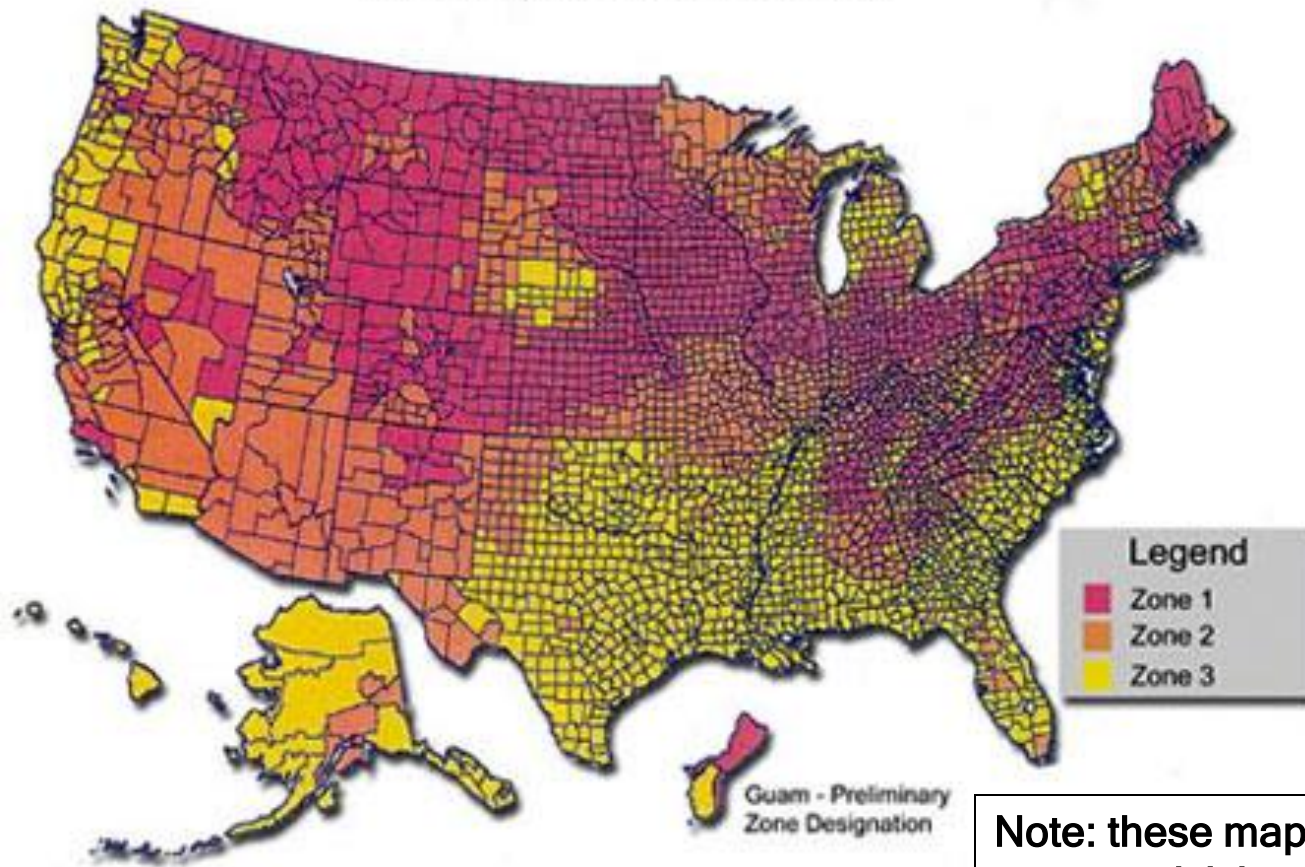 Legend
Zone 1
Zone 2
Zone 3
Guam - Preliminary
Zone Designation
Note: these map